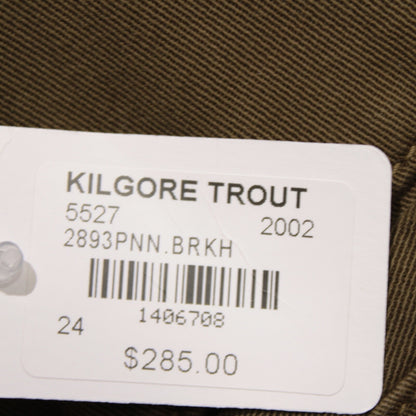 KILGORE TROUT
5527 2002
2893PNN.BRKH
1406708
24
$285.00